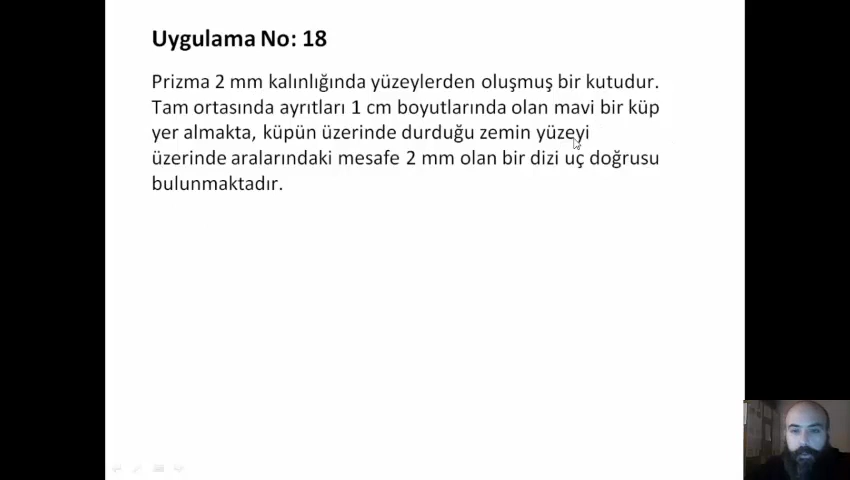 Uygulama No: 18
Prizma 2 mm kalınlığında yüzeylerden oluşmuş bir kutudur.
Tam ortasında ayrıtları 1 cm boyutlarında olan mavi bir küp
yer almakta, küpün üzerinde durduğu zemin yüzeyi
üzerinde aralarındaki mesafe 2 mm olan bir dizi uç doğrusu
bulunmaktadır.